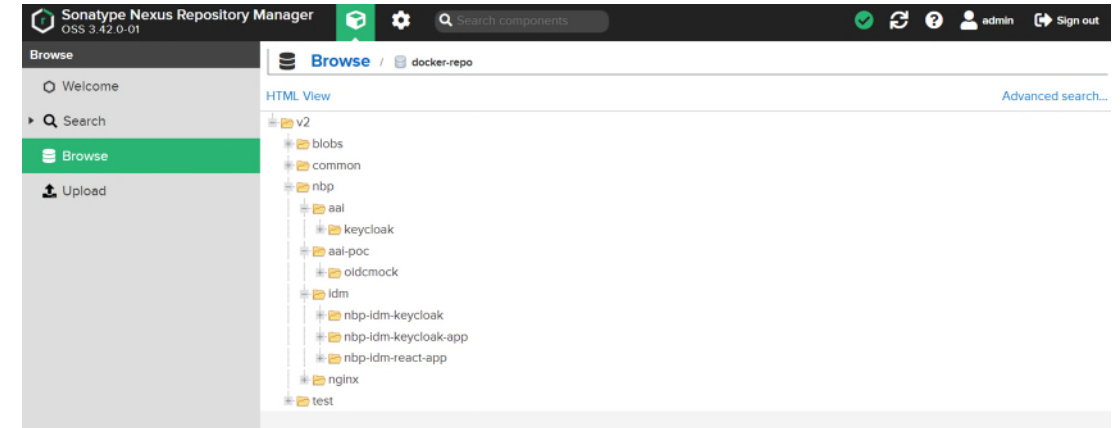 Sonatype Nexus Repository Manager
OSS 3.42.0-01
Search components
admin
Sign out
Browse
Welcome
Search
Browse
Upload
Browse / docker-repo
HTML View
Advanced search...
v2
blobs
common
nbp
aai
keycloak
aai-poc
oidcmock
idm
nbp-idm-keycloak
nbp-idm-keycloak-app
nbp-idm-react-app
nginx
test